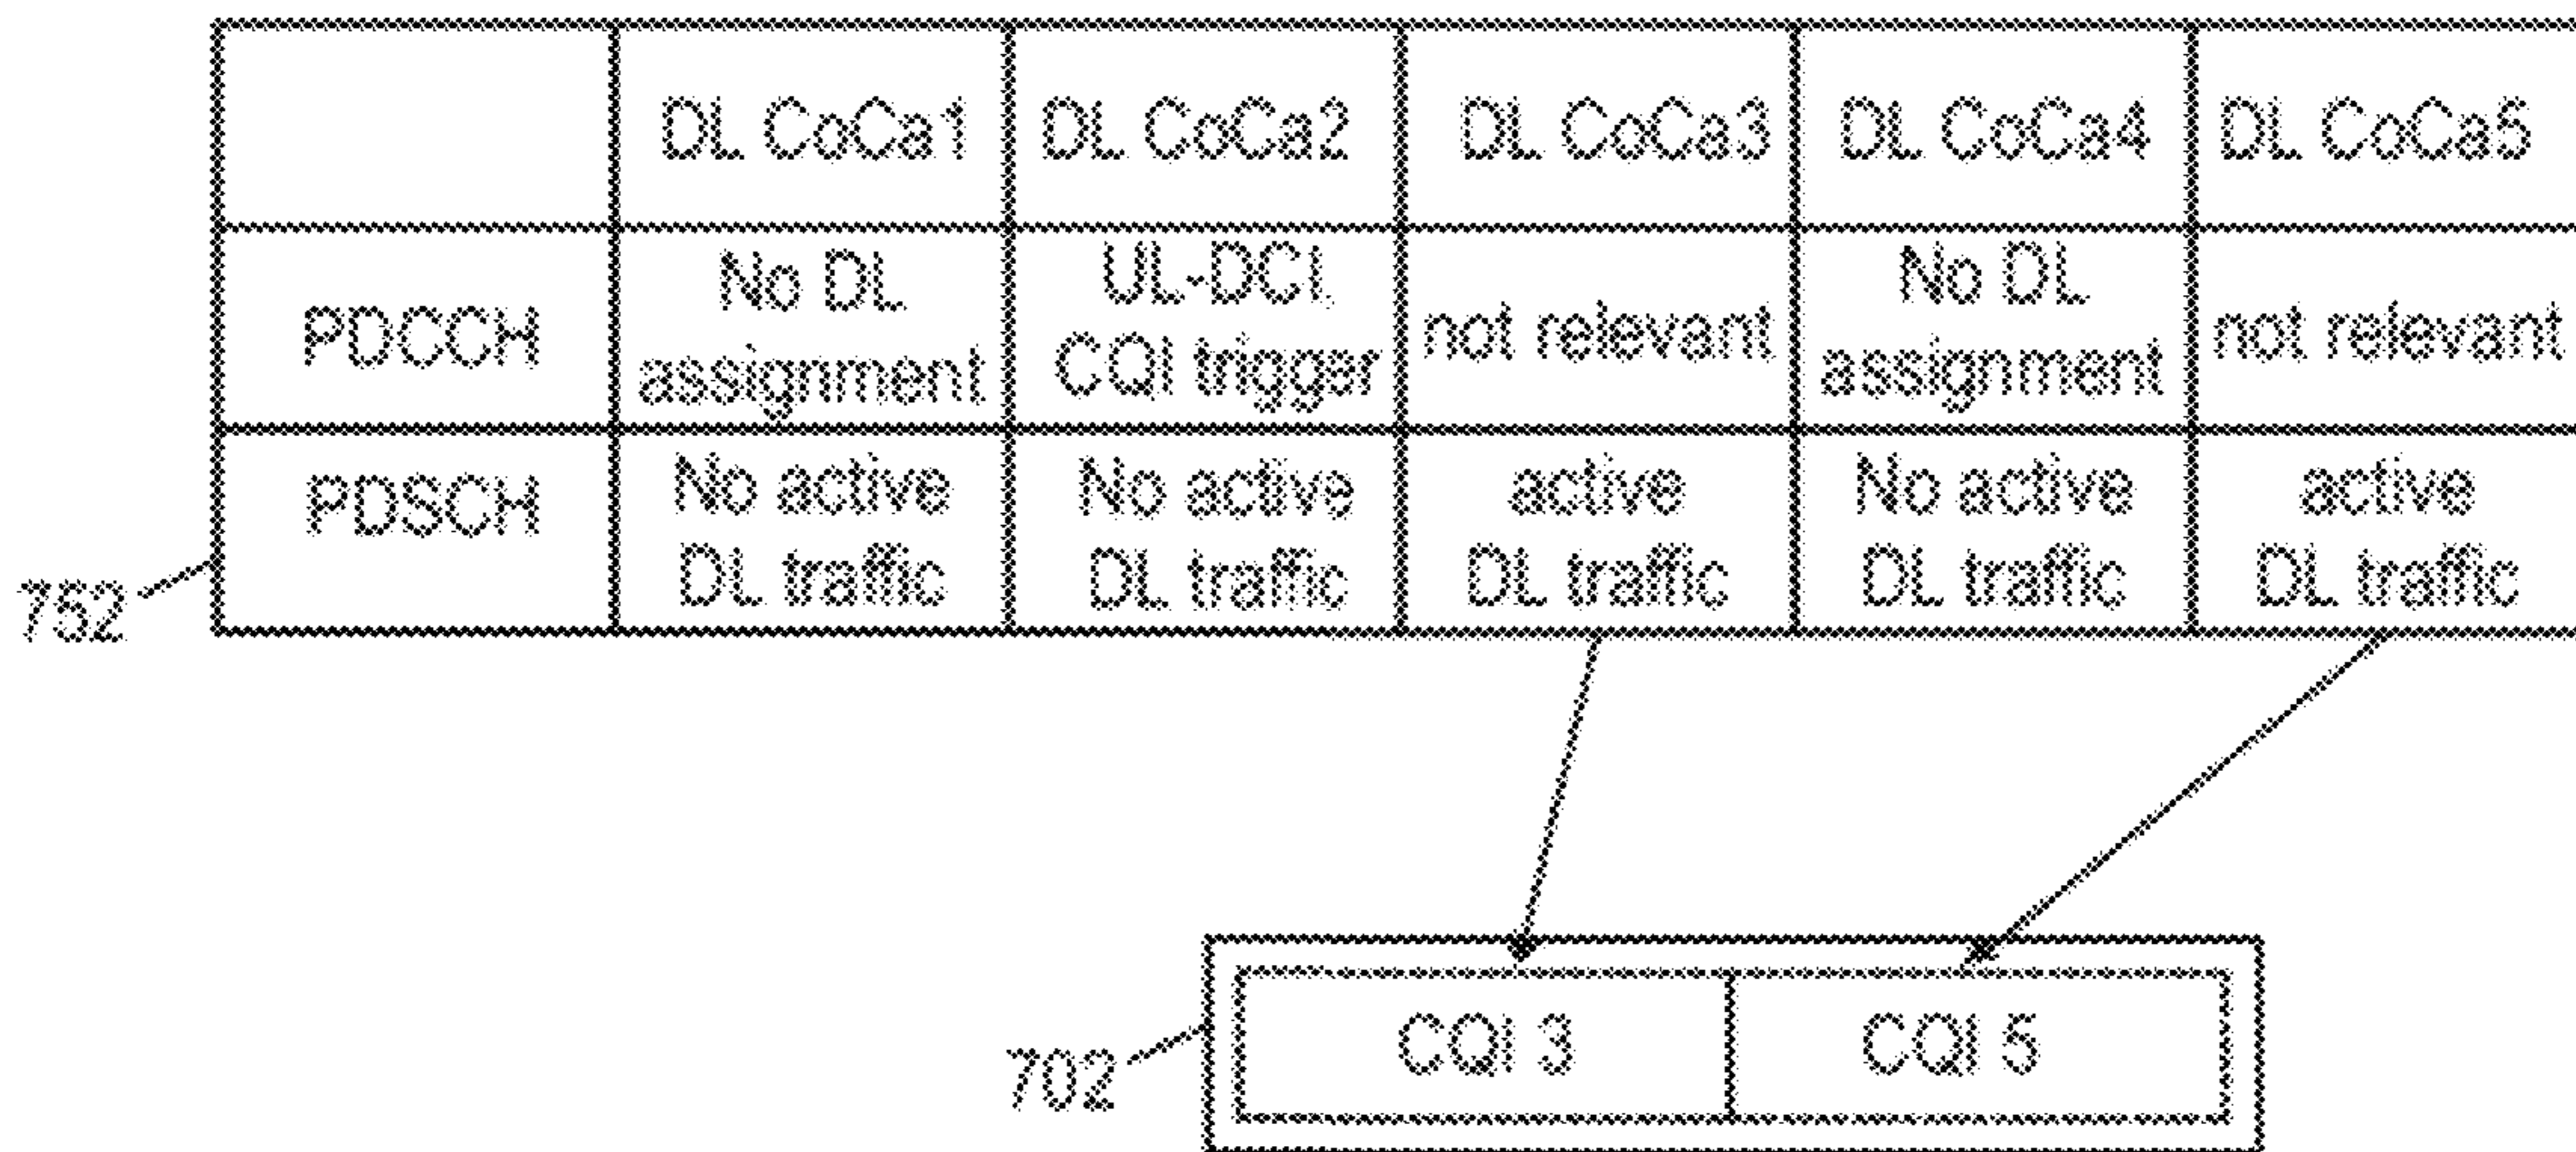 DL CoCa1 DL CoCa2 DL CoCa3 DL CoCa4 DL CoCa5
PDCCH
No DL
assignment
UL-DCI,
CQI trigger
not relevant
No DL
assignment
not relevant
PDSCH
No active
DL traffic
No active
DL traffic
active
DL traffic
No active
DL traffic
active
DL traffic
752
CQI 3 CQI 5
702